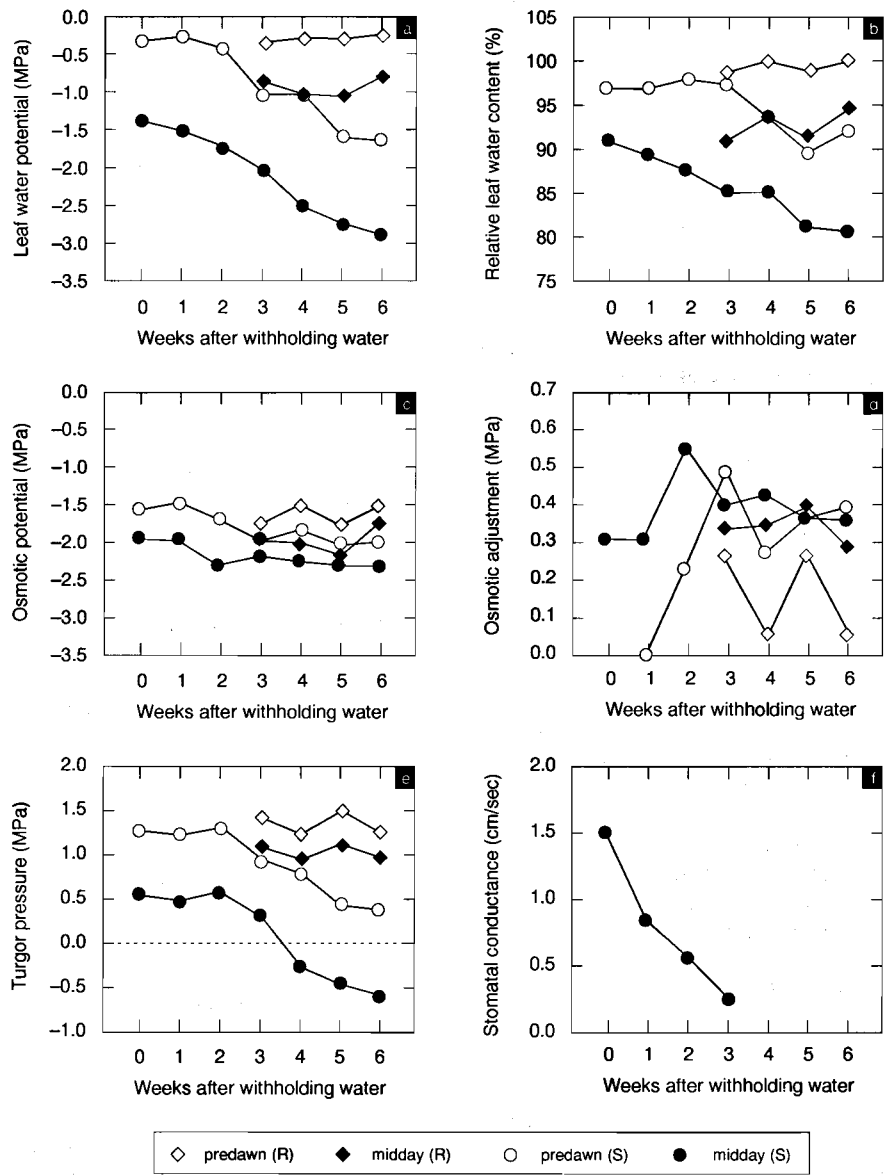 a
Leaf water potential (MPa)
0.0
−0.5
−1.0
−1.5
−2.0
−2.5
−3.0
−3.5
0 1 2 3 4 5 6
Weeks after withholding water
b
Relative leaf water content (%)
105
100
95
90
85
80
75
0 1 2 3 4 5 6
Weeks after withholding water
c
Osmotic potential (MPa)
0.0
−0.5
−1.0
−1.5
−2.0
−2.5
−3.0
−3.5
0 1 2 3 4 5 6
Weeks after withholding water
d
Osmotic adjustment (MPa)
0.7
0.6
0.5
0.4
0.3
0.2
0.1
0.0
0 1 2 3 4 5 6
Weeks after withholding water
e
Turgor pressure (MPa)
2.0
1.5
1.0
0.5
0.0
−0.5
−1.0
0 1 2 3 4 5 6
Weeks after withholding water
f
Stomatal conductance (cm/sec)
2.0
1.5
1.0
0.5
0.0
0 1 2 3 4 5 6
Weeks after withholding water
predawn (R) midday (R) predawn (S) midday (S)